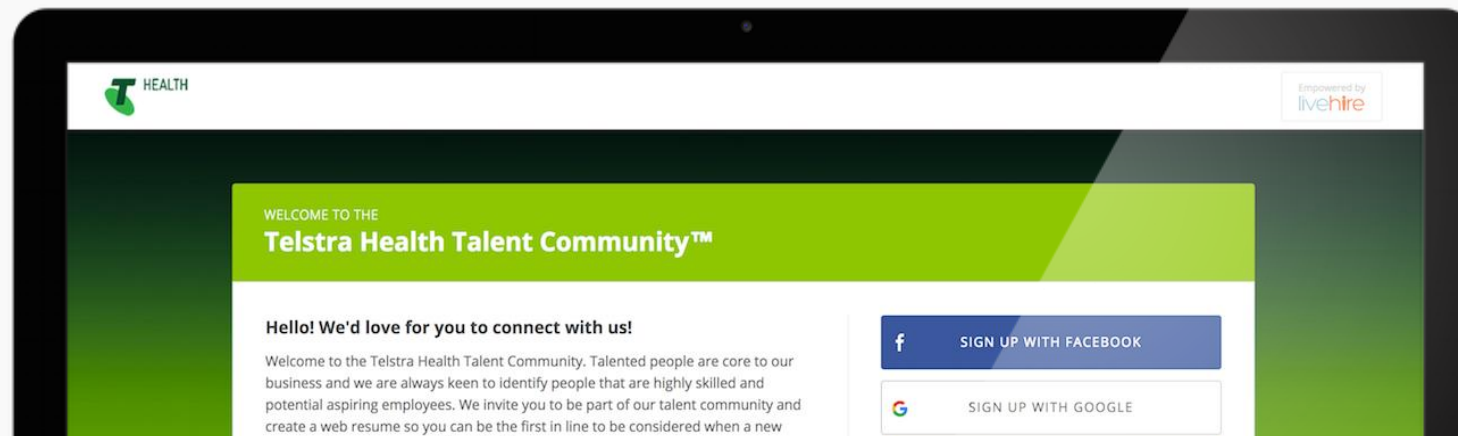 HEALTH
Empowered by
livehire
WELCOME TO THE
Telstra Health Talent Community™
Hello! We'd love for you to connect with us!
Welcome to the Telstra Health Talent Community. Talented people are core to our
business and we are always keen to identify people that are highly skilled and
potential aspiring employees. We invite you to be part of our talent community and
create a web resume so you can be the first in line to be considered when a new
f SIGN UP WITH FACEBOOK
G SIGN UP WITH GOOGLE